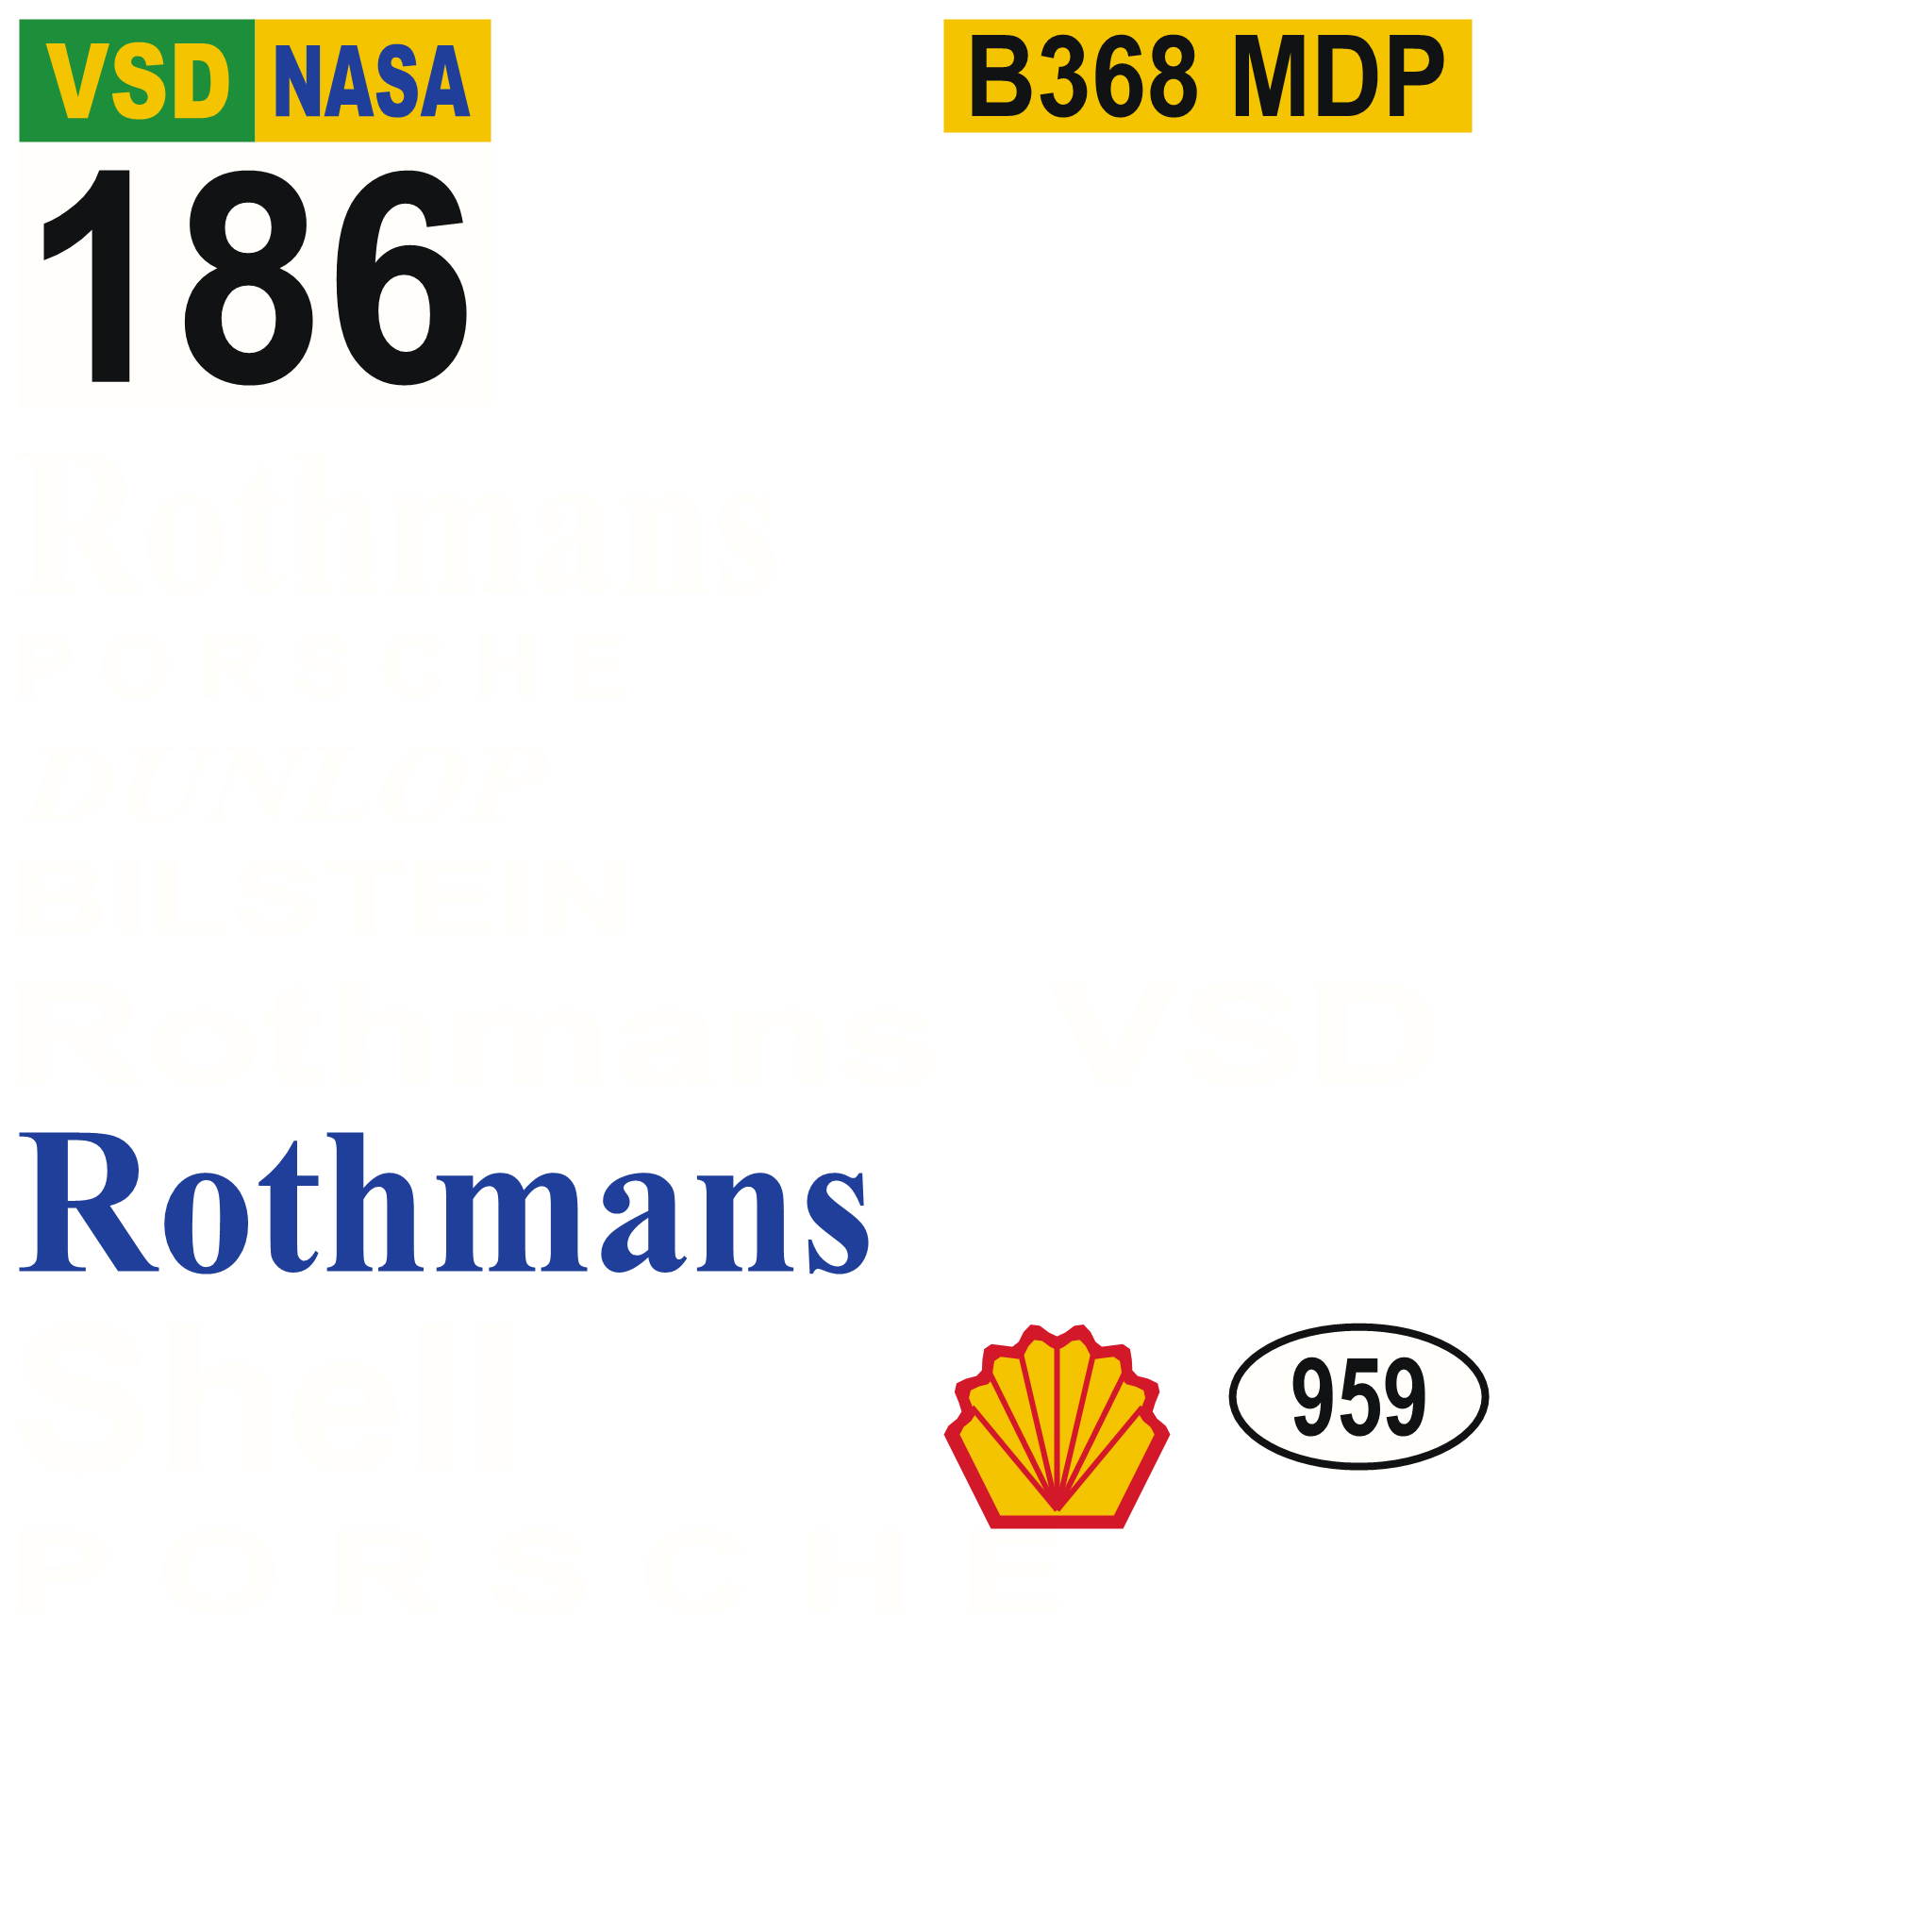 VSD NASA
B368 MDP
186
Rothmans
PORSCHE
DUNLOP
BILSTEIN
Rothmans VSD
Rothmans
Shell
959
PORSCHE